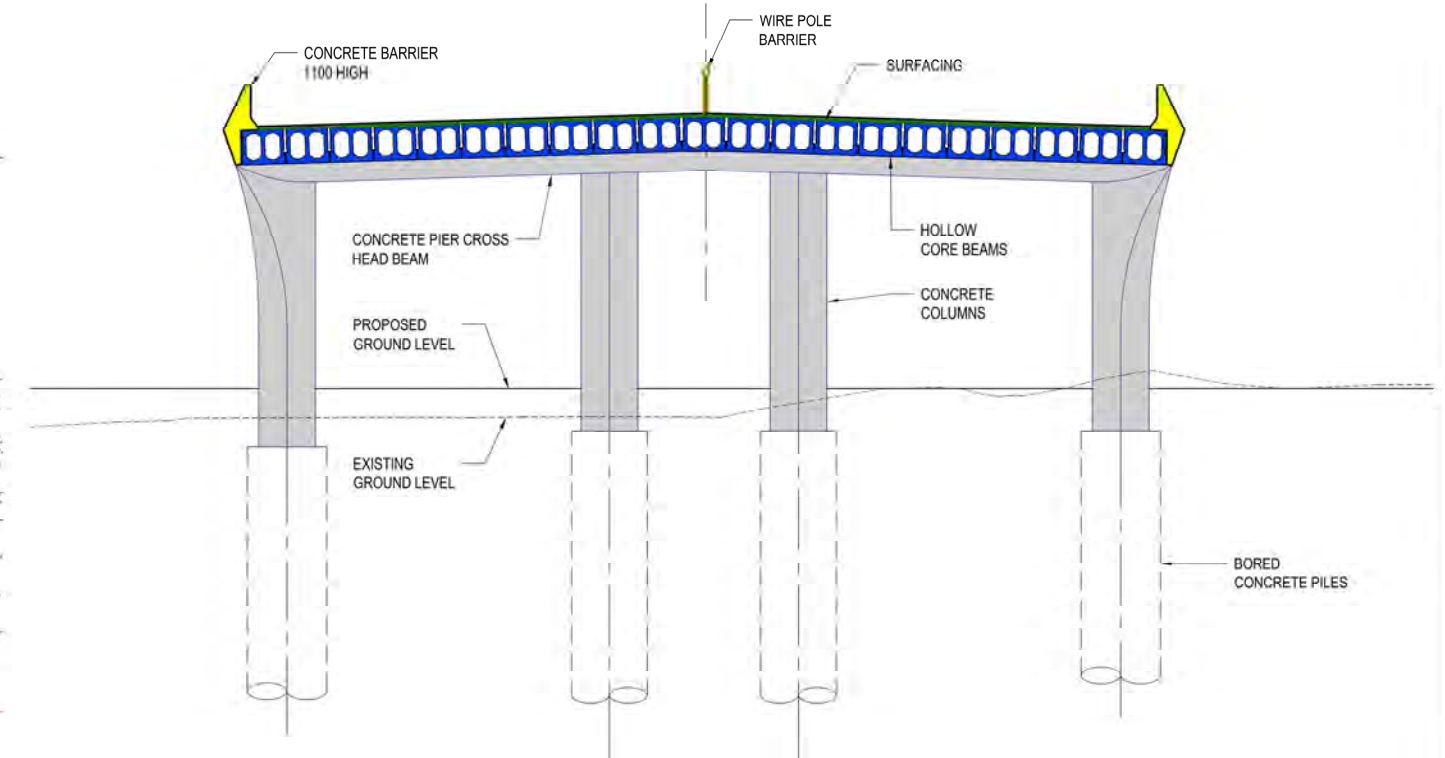 WIRE POLE
BARRIER
CONCRETE BARRIER
1100 HIGH
SURFACING
CONCRETE PIER CROSS
HEAD BEAM
HOLLOW
CORE BEAMS
CONCRETE
COLUMNS
PROPOSED
GROUND LEVEL
EXISTING
GROUND LEVEL
BORED
CONCRETE PILES